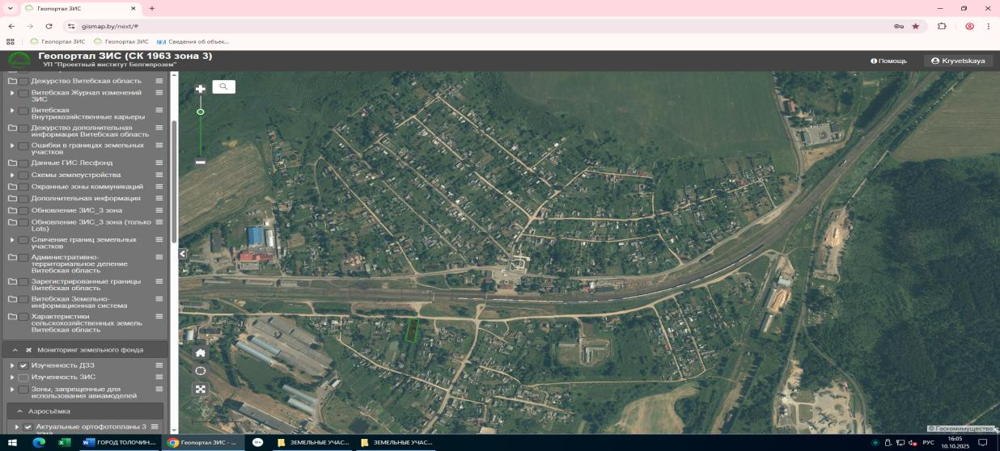 Геопортал ЗИС
gismap.by/next/#
Геопортал ЗИС
Геопортал ЗИС
Сведения об объек...
Геопортал ЗИС (СК 1963 зона 3)
УП "Проектный институт Белгипрозем"
Помощь
Kryvetskaya
Дежурство Витебская область
Витебская Журнал изменений
ЗИС
Витебская
Внутрихозяйственные карьеры
Дежурство дополнительная
информация Витебская область
Ошибки в границах земельных
участков
Данные ГИС Лесфонд
Схемы землеустройства
Охранные зоны коммуникаций
Дополнительная информация
Обновление ЗИС_3 зона
Обновление ЗИС_3 зона (только
Lots)
Сличение границ земельных
участков
Административно-
территориальное деление
Витебская область
Зарегистрированные границы
Витебская область
Витебская Земельно-
информационная система
Характеристики
сельскохозяйственных земель
Витебская область
Мониторинг земельного фонда
Изученность ДЗЗ
Изученность ЗИС
Зоны, запрещенные для
использования авиамоделей
Аэросъёмка
Актуальные ортофотопланы 3
зона
© Госкомимущество
ГОРОД ТОЛОЧИН....
Геопортал ЗИС - ...
ЗЕМЕЛЬНЫЕ УЧАС...
ЗЕМЕЛЬНЫЕ УЧАС...
РУС
16:05
10.10.2025